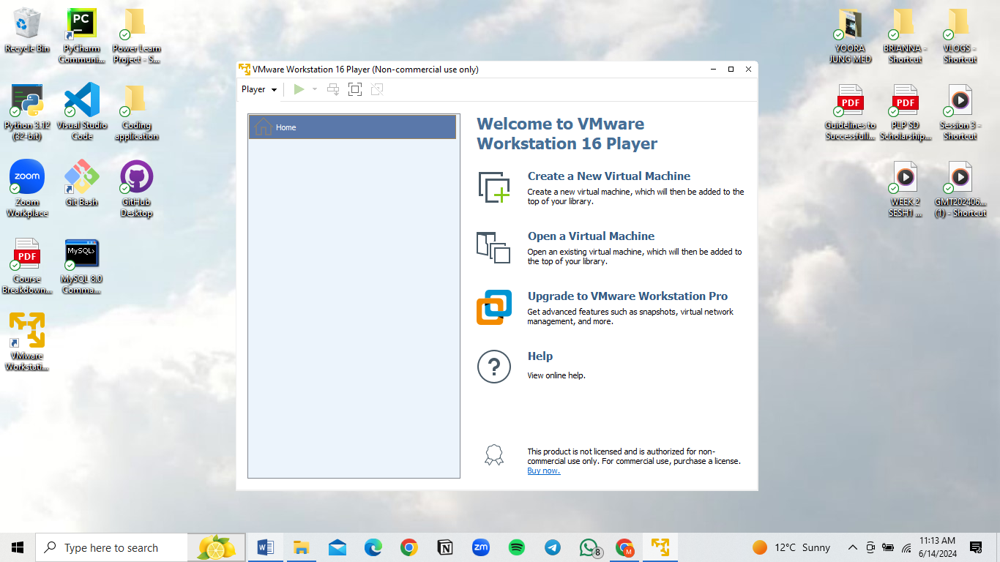 Recycle Bin
PyCharm
Communi...
Power Learn
Project - S...
Python 3.12
(32-bit)
Visual Studio
Code
Coding
application
zoom
Zoom
Workplace
Git Bash
GitHub
Desktop
PDF
Course
Breakdown...
MySQL>
MySQL 8.0
Comma...
VMware
Workstati...
PC
VMware Workstation 16 Player (Non-commercial use only)
Player
Home
Welcome to VMware
Workstation 16 Player
Create a New Virtual Machine
Create a new virtual machine, which will then be added to the
top of your library.
Open a Virtual Machine
Open an existing virtual machine, which will then be added to
the top of your library.
Upgrade to VMware Workstation Pro
Get advanced features such as snapshots, virtual network
management, and more.
?
Help
View online help.
This product is not licensed and is authorized for non-
commercial use only. For commercial use, purchase a license.
Buy now.
YOORA
JUNG MED
BRIANNA -
Shortcut
VLOGS -
Shortcut
PDF
Guidelines to
Successfull...
PDF
PLP SD
Scholarship...
Session 3 -
Shortcut
WEEK 2
SESH1 ...
GMT202406...
(1) - Shortcut
Type here to search
W
N
zm
8
M
12°C Sunny
11:13 AM
6/14/2024